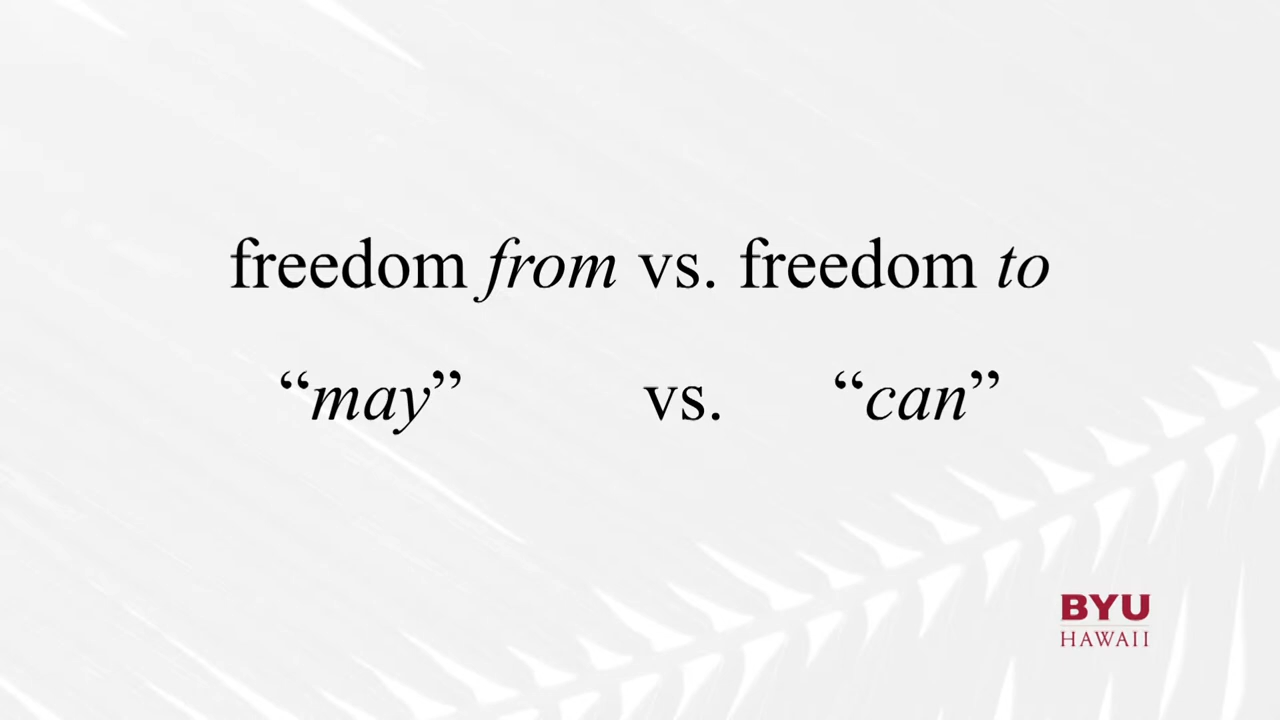 freedom from vs. freedom to
“may” vs. “can”
BYU
HAWAII